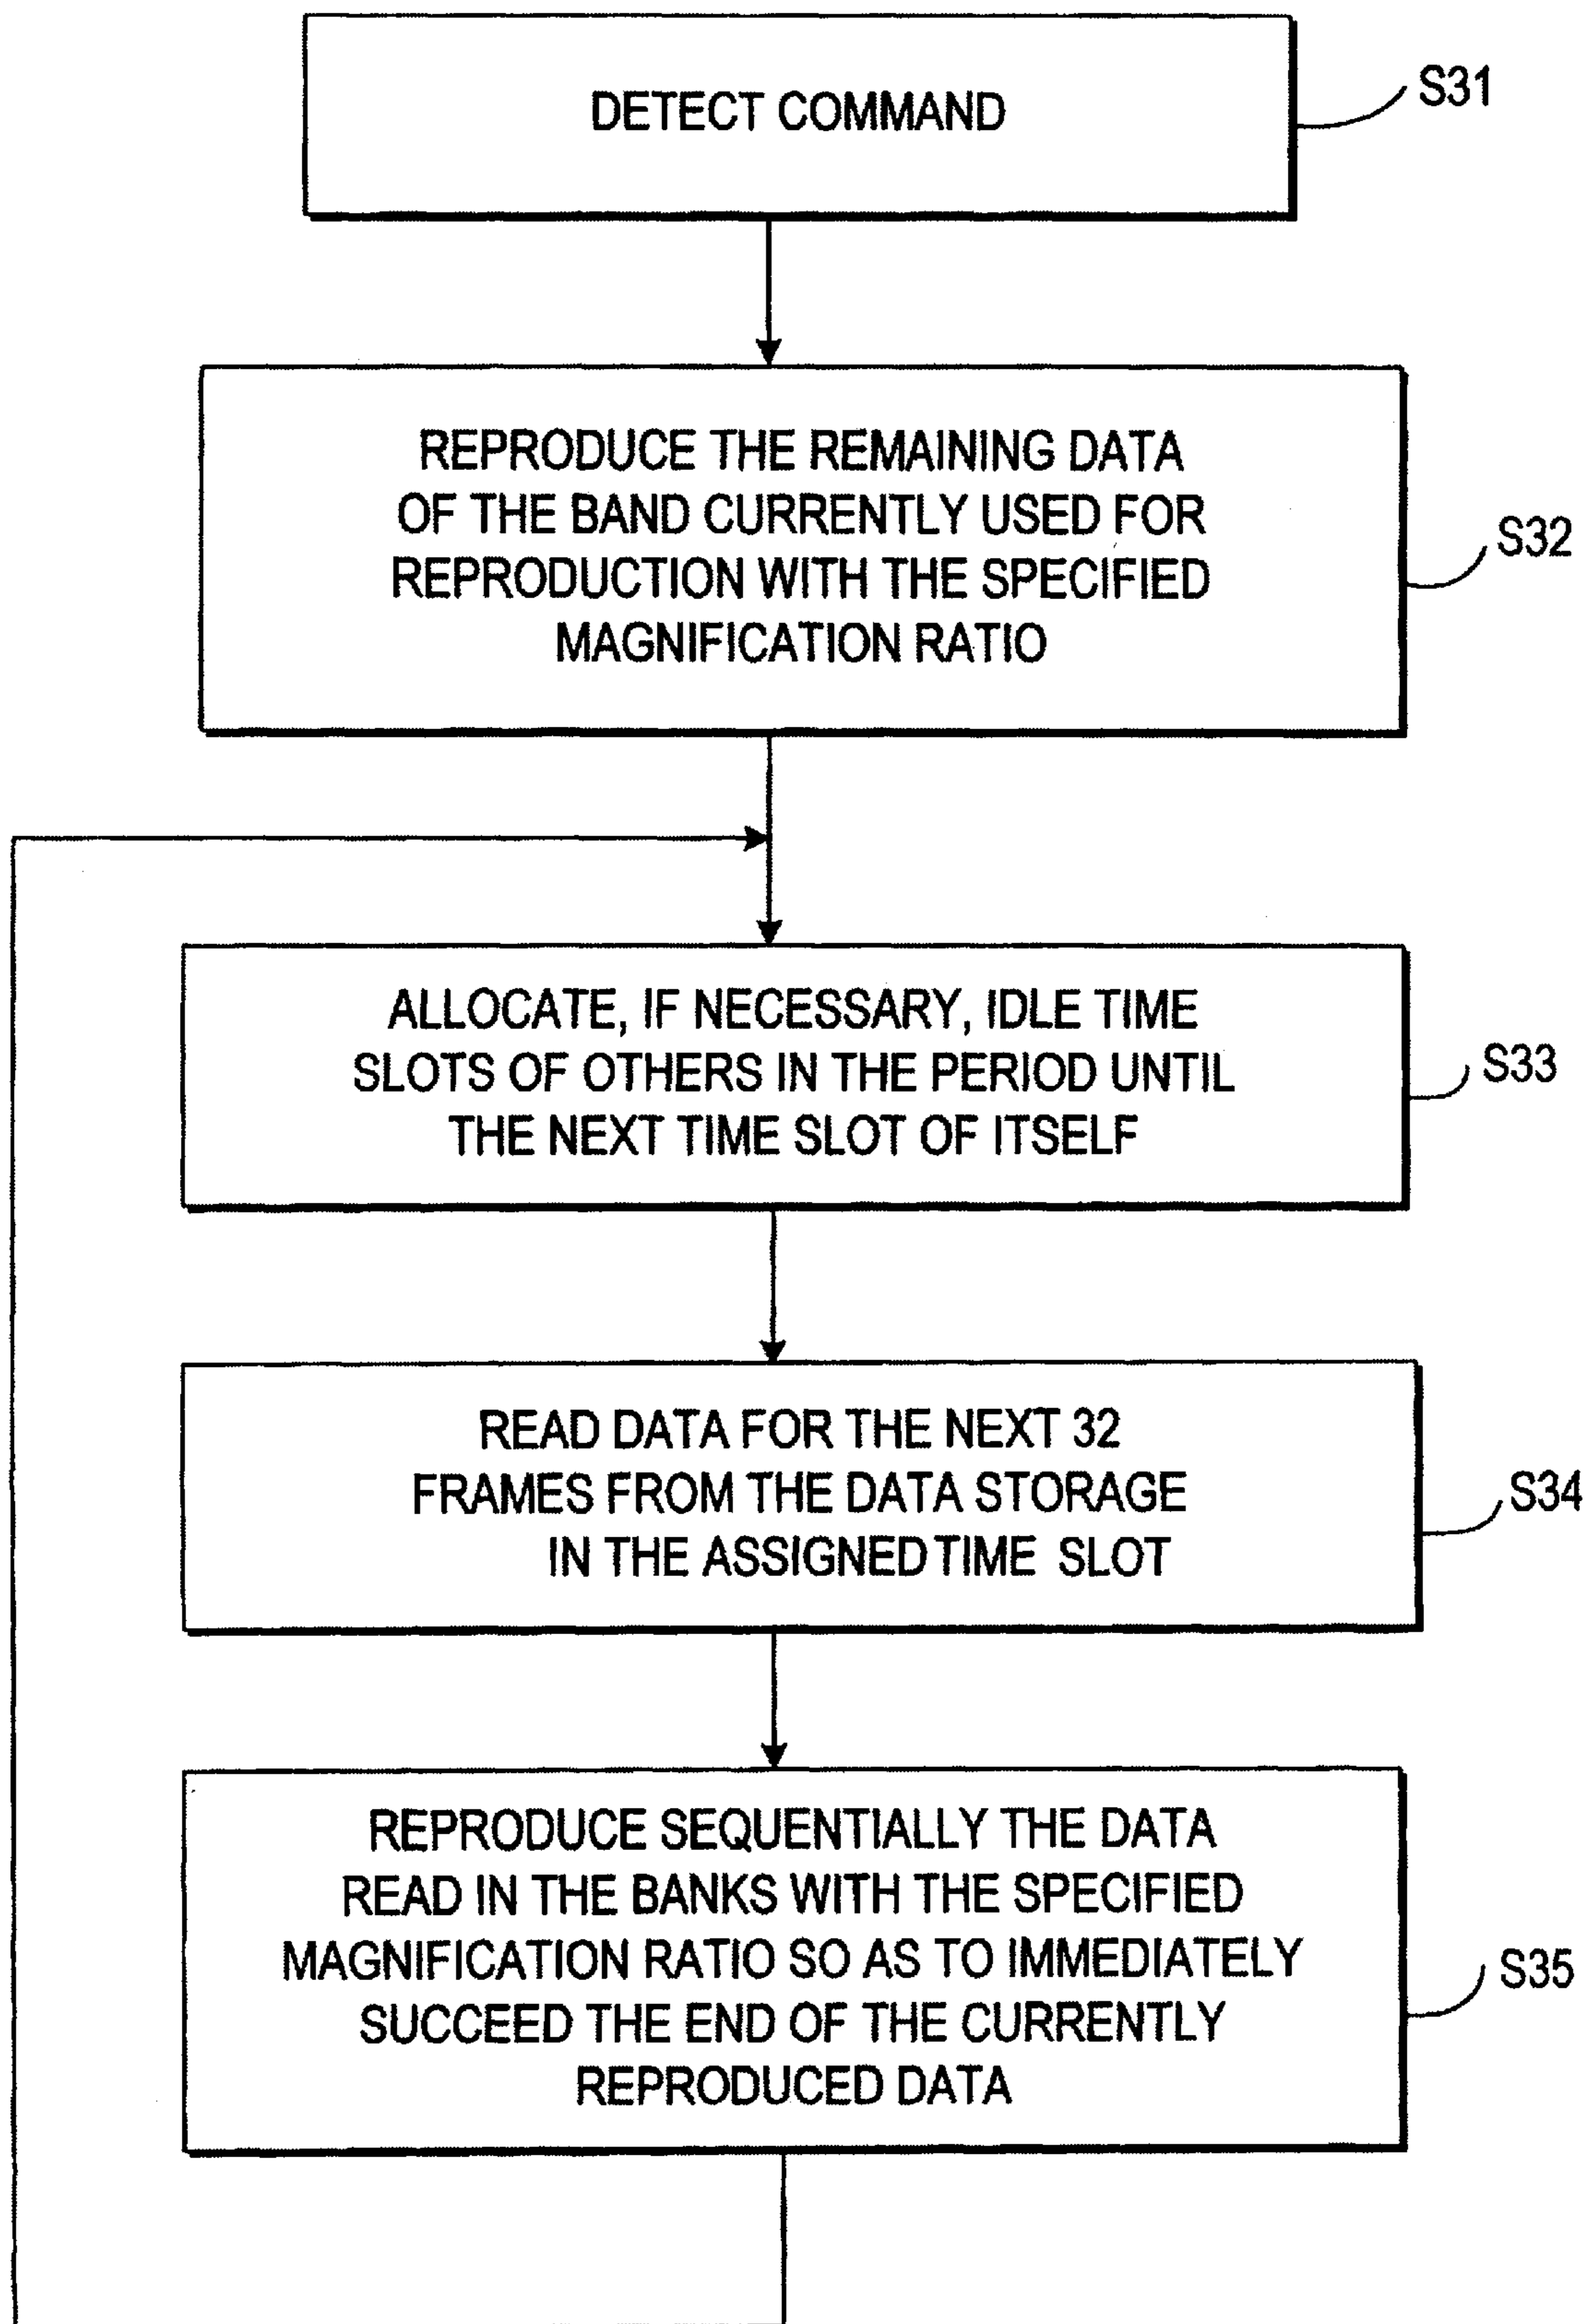 DETECT COMMAND
S31
REPRODUCE THE REMAINING DATA
OF THE BAND CURRENTLY USED FOR
REPRODUCTION WITH THE SPECIFIED
MAGNIFICATION RATIO
S32
ALLOCATE, IF NECESSARY, IDLE TIME
SLOTS OF OTHERS IN THE PERIOD UNTIL
THE NEXT TIME SLOT OF ITSELF
S33
READ DATA FOR THE NEXT 32
FRAMES FROM THE DATA STORAGE
IN THE ASSIGNED TIME SLOT
S34
REPRODUCE SEQUENTIALLY THE DATA
READ IN THE BANKS WITH THE SPECIFIED
MAGNIFICATION RATIO SO AS TO IMMEDIATELY
SUCCEED THE END OF THE CURRENTLY
REPRODUCED DATA
S35